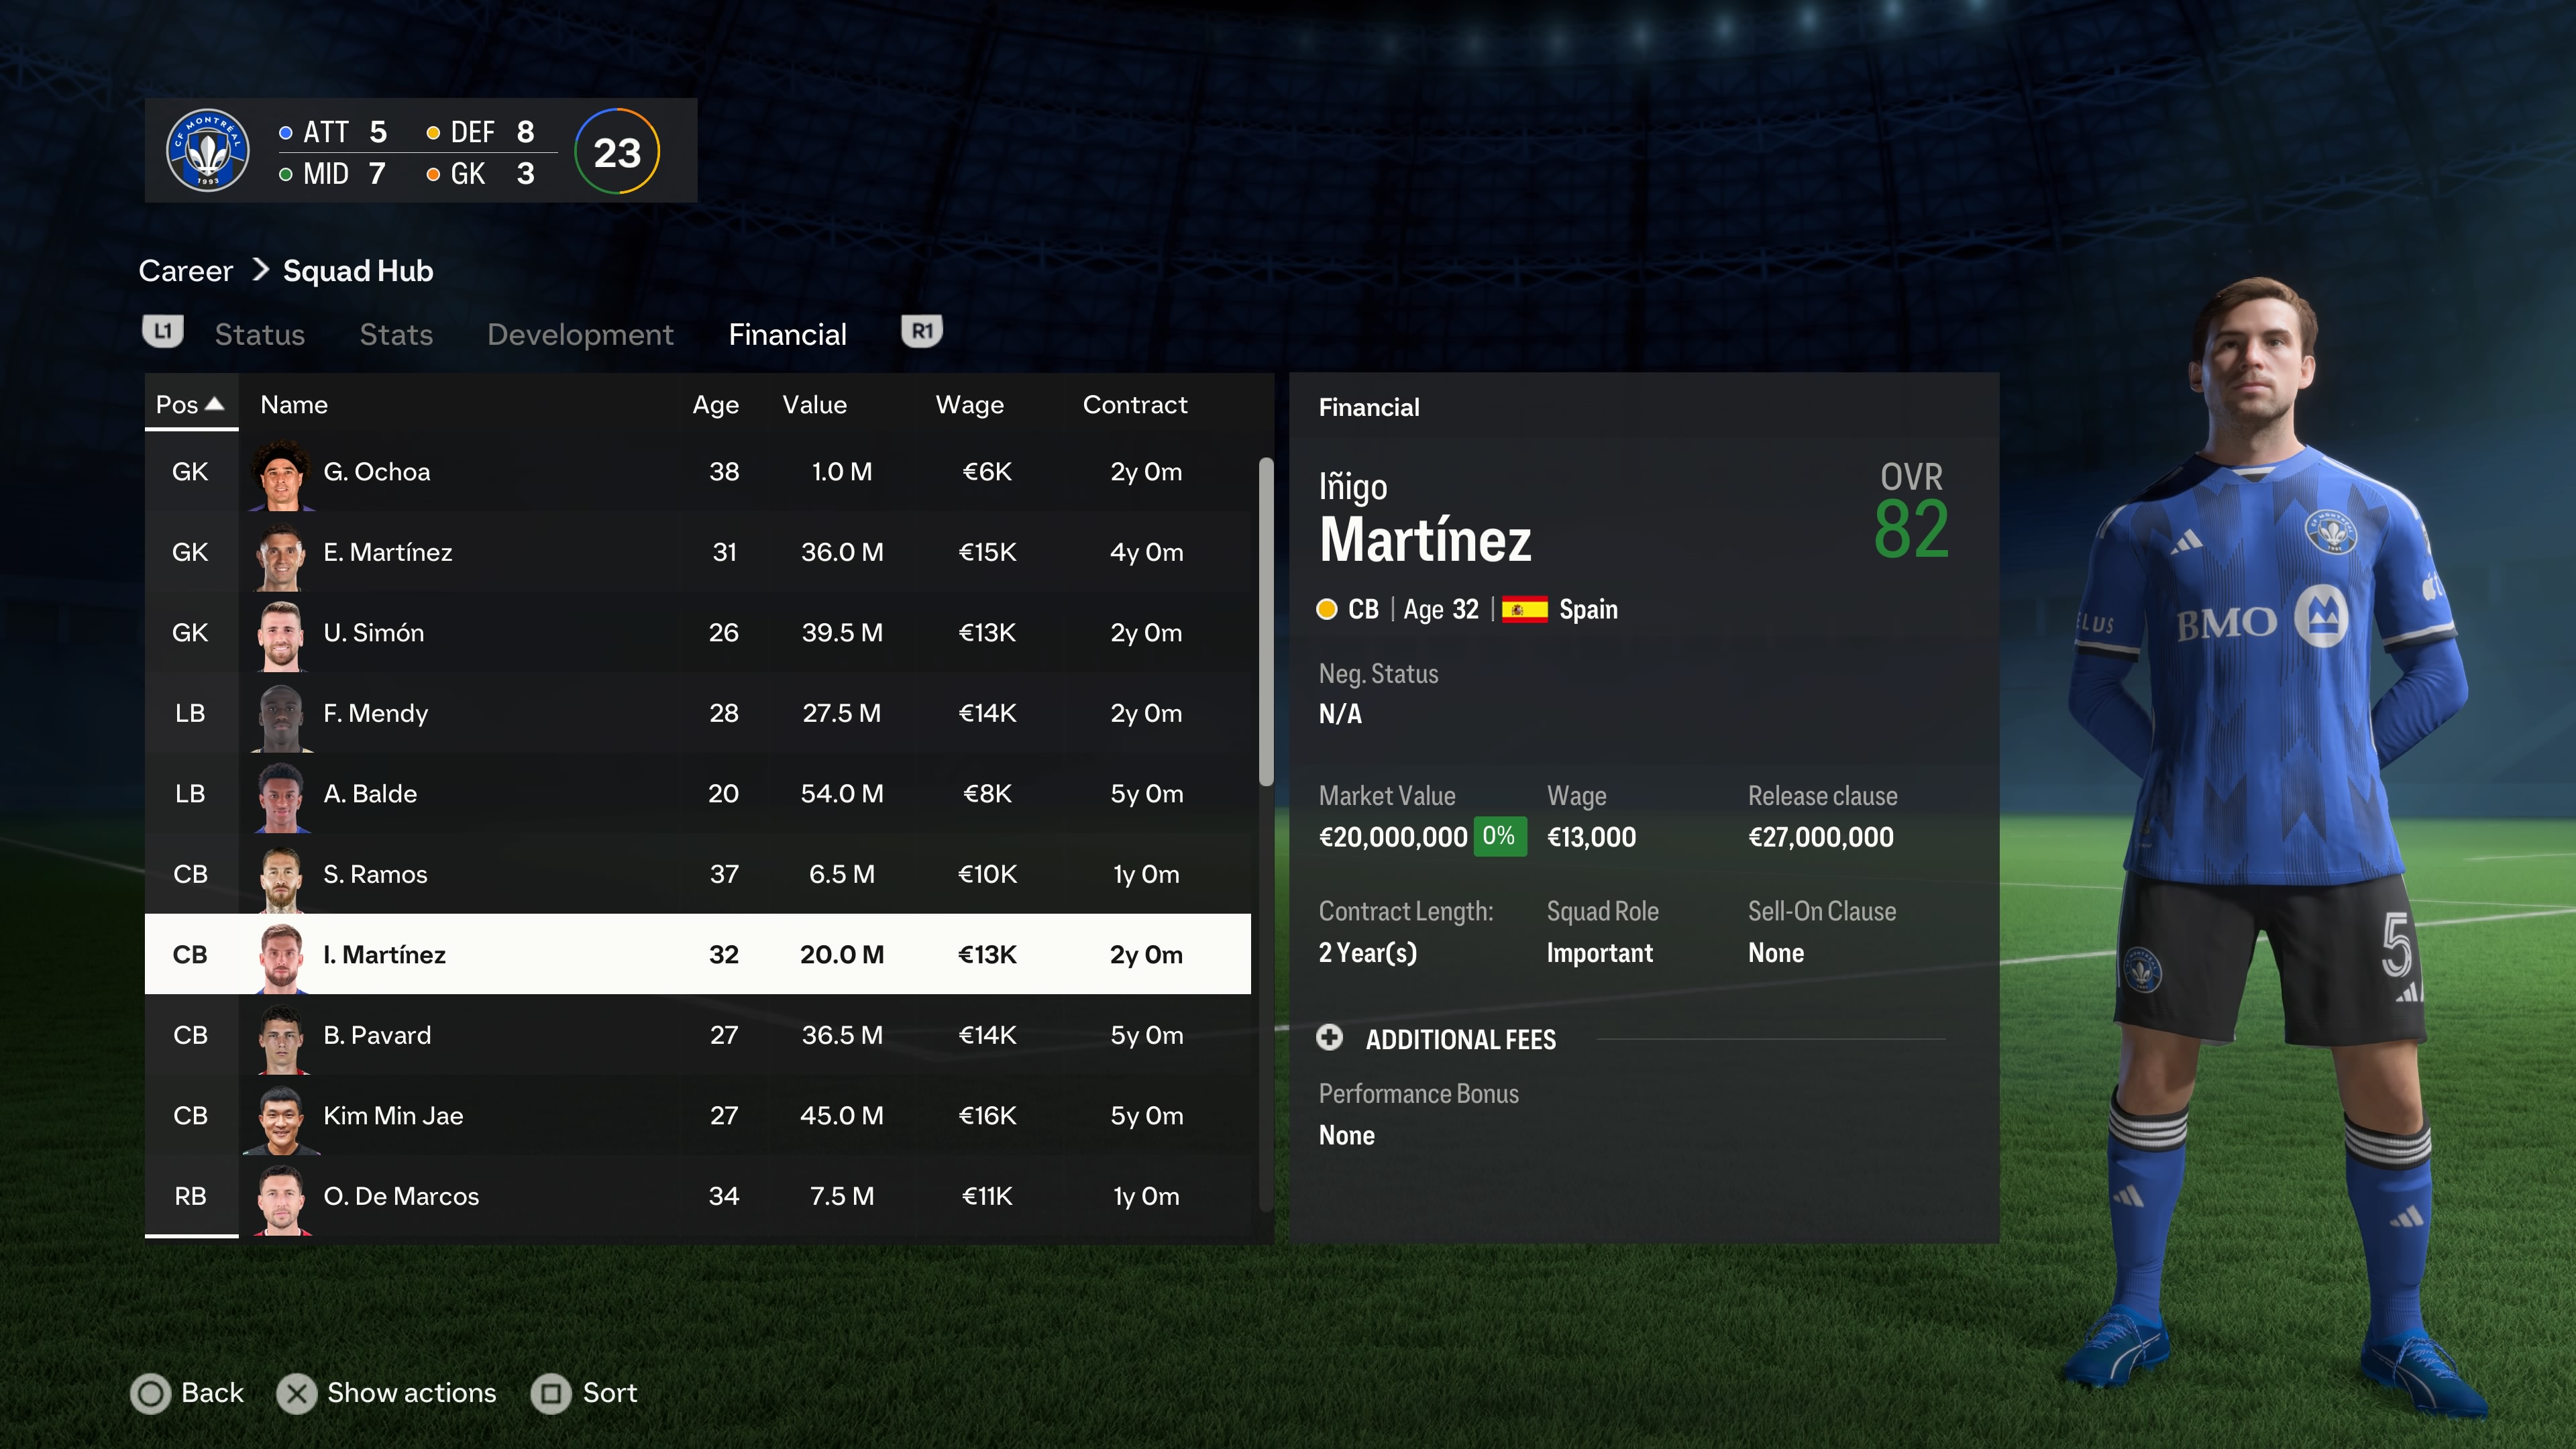 CF MONTRÉAL
1993
ATT 5 DEF 8
MID 7 GK 3
23
Career > Squad Hub
L1 Status Stats Development Financial R1
Pos Name Age Value Wage Contract
GK G. Ochoa 38 1.0 M €6K 2y 0m
GK E. Martínez 31 36.0 M €15K 4y 0m
GK U. Simón 26 39.5 M €13K 2y 0m
LB F. Mendy 28 27.5 M €14K 2y 0m
LB A. Balde 20 54.0 M €8K 5y 0m
CB S. Ramos 37 6.5 M €10K 1y 0m
CB I. Martínez 32 20.0 M €13K 2y 0m
CB B. Pavard 27 36.5 M €14K 5y 0m
CB Kim Min Jae 27 45.0 M €16K 5y 0m
RB O. De Marcos 34 7.5 M €11K 1y 0m
Financial
Iñigo
Martínez
OVR
82
CB | Age 32 | Spain
Neg. Status
N/A
Market Value Wage Release clause
€20,000,000 0% €13,000 €27,000,000
Contract Length: Squad Role Sell-On Clause
2 Year(s) Important None
ADDITIONAL FEES
Performance Bonus
None
ELUS
BMO
5
Back Show actions Sort